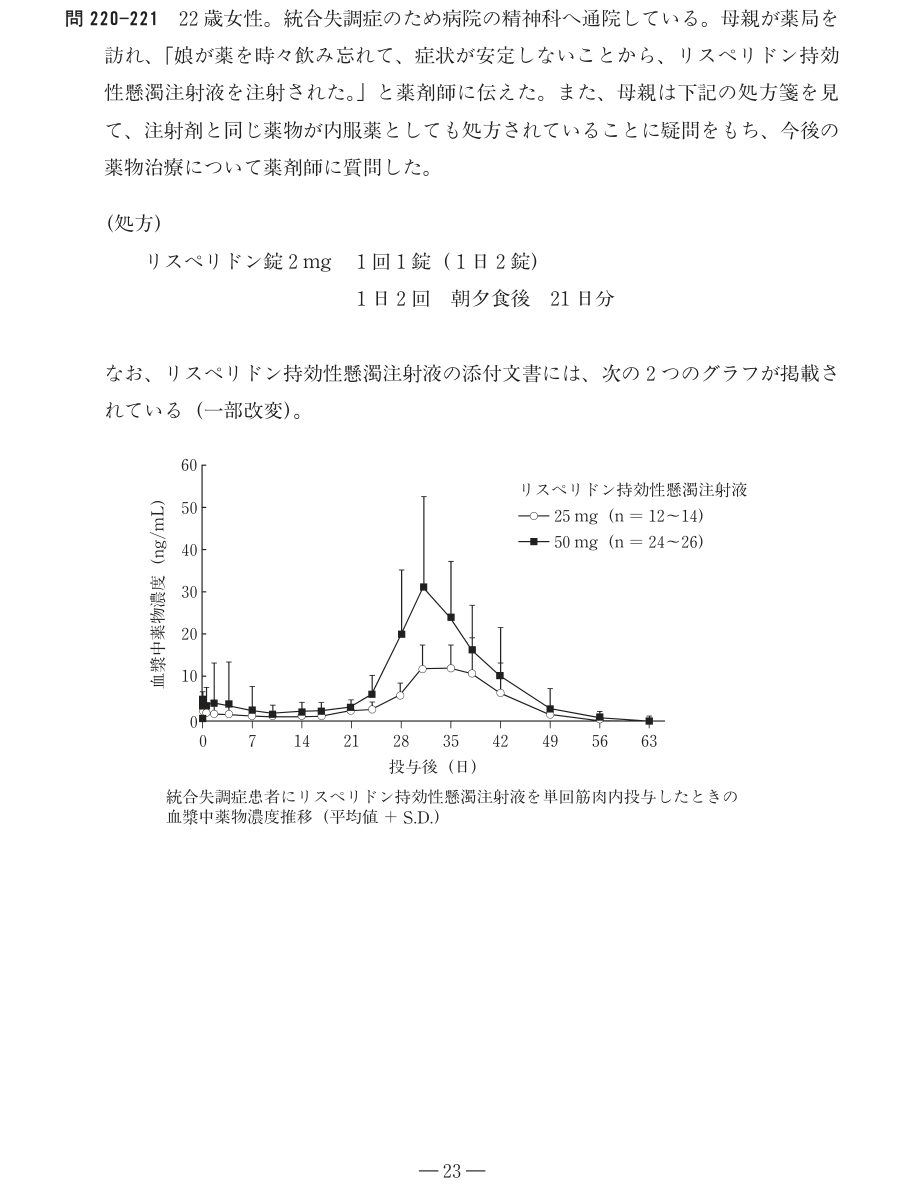 問 220−221　22 歳女性。統合失調症のため病院の精神科へ通院している。母親が薬局を
訪れ、「娘が薬を時々飲み忘れて、症状が安定しないことから、リスペリドン持効
性懸濁注射液を注射された。」と薬剤師に伝えた。また、母親は下記の処方箋を見
て、注射剤と同じ薬物が内服薬としても処方されていることに疑問をもち、今後の
薬物治療について薬剤師に質問した。
(処方)
リスペリドン錠 2 mg　1 回 1 錠（1 日 2 錠）
1 日 2 回　朝夕食後　21 日分
なお、リスペリドン持効性懸濁注射液の添付文書には、次の 2 つのグラフが掲載さ
れている（一部改変）。
血漿中薬物濃度（ng/mL）
60
50
40
30
20
10
0
リスペリドン持効性懸濁注射液
25 mg（n = 12〜14）
50 mg（n = 24〜26）
0 7 14 21 28 35 42 49 56 63
投与後（日）
統合失調症患者にリスペリドン持効性懸濁注射液を単回筋肉内投与したときの
血漿中薬物濃度推移（平均値 + S.D.）
― 23 ―